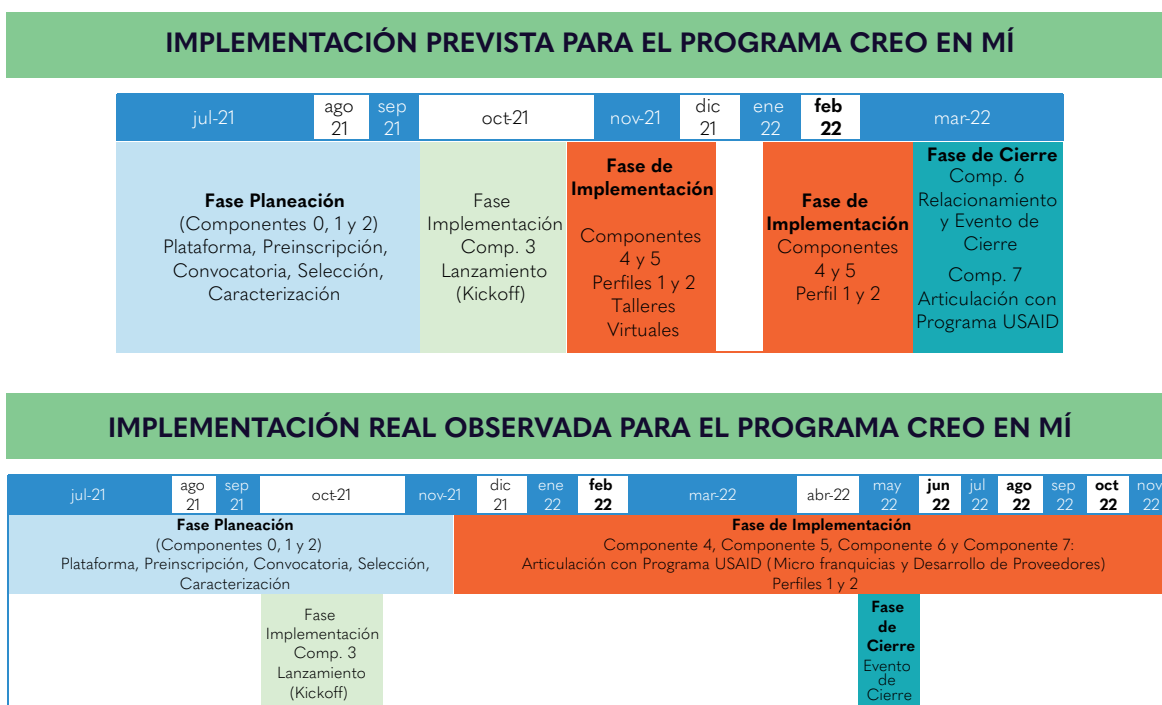 IMPLEMENTACIÓN PREVISTA PARA EL PROGRAMA CREO EN MÍ
jul-21
ago
21
sep
21
oct-21
nov-21
dic
21
ene
22
feb
22
mar-22
Fase Planeación
(Componentes 0, 1 y 2)
Plataforma, Preinscripción,
Convocatoria, Selección,
Caracterización
Fase
Implementación
Comp. 3
Lanzamiento
(Kickoff)
Fase de
Implementación
Componentes
4 y 5
Perfiles 1 y 2
Talleres
Virtuales
Fase de
Implementación
Componentes
4 y 5
Perfil 1 y 2
Fase de Cierre
Comp. 6
Relacionamiento
y Evento de
Cierre
Comp. 7
Articulación con
Programa USAID
IMPLEMENTACIÓN REAL OBSERVADA PARA EL PROGRAMA CREO EN MÍ
jul-21
ago
21
sep
21
oct-21
nov-21
dic
21
ene
22
feb
22
mar-22
abr-22
may
22
jun
22
jul
22
ago
22
sep
22
oct
22
nov
22
Fase Planeación
(Componentes 0, 1 y 2)
Plataforma, Preinscripción, Convocatoria, Selección,
Caracterización
Fase de Implementación
Componente 4, Componente 5, Componente 6 y Componente 7:
Articulación con Programa USAID (Micro franquicias y Desarrollo de Proveedores)
Perfiles 1 y 2
Fase
Implementación
Comp. 3
Lanzamiento
(Kickoff)
Fase
de
Cierre
Evento
de
Cierre